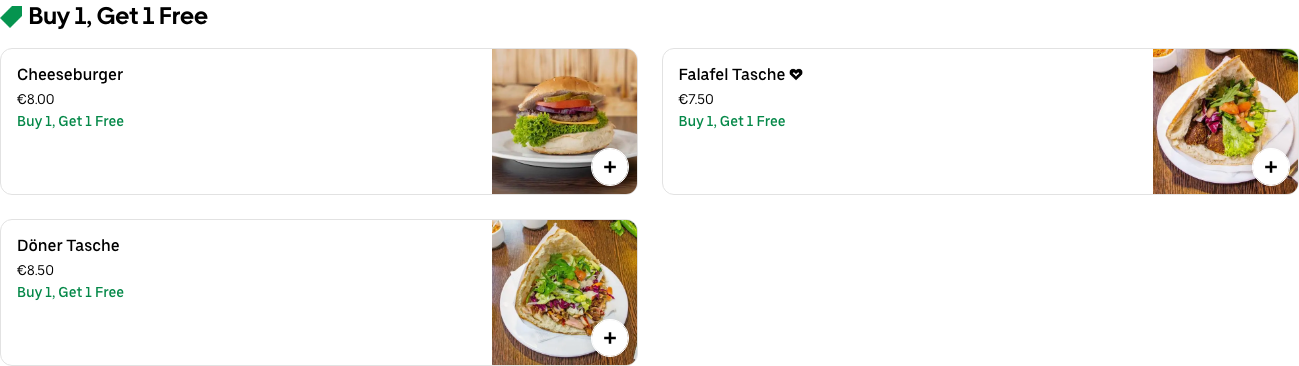 Buy 1, Get 1 Free
Cheeseburger
€8.00
Buy 1, Get 1 Free
Falafel Tasche
€7.50
Buy 1, Get 1 Free
Döner Tasche
€8.50
Buy 1, Get 1 Free